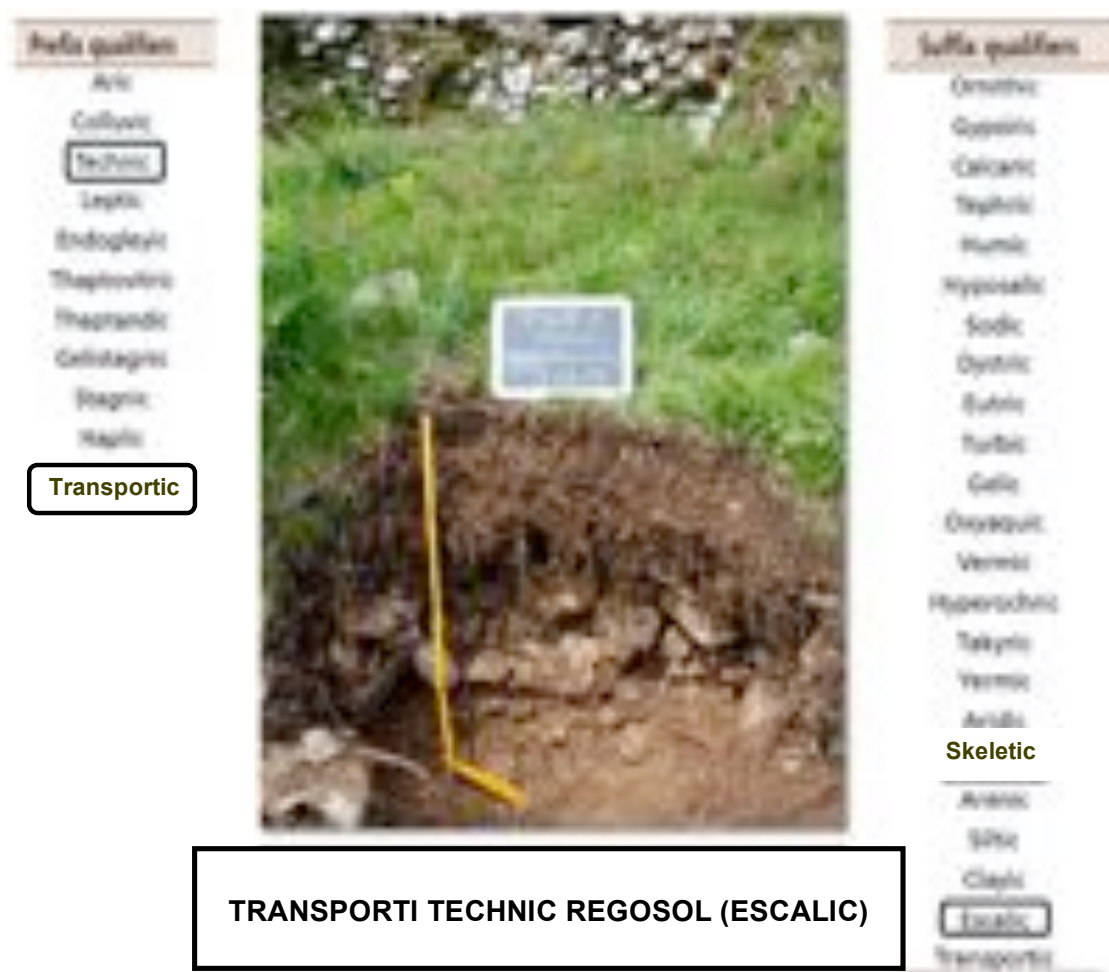 Prefix qualifiers
Aric
Colluvic
Technic
Leptic
Endogleyic
Thaptovitric
Thaptandic
Gelistagnic
Stagnic
Haplic
Transportic
Suffix qualifiers
Ornithic
Gypsiric
Calcaric
Tephric
Humic
Hyposalic
Sodic
Dystric
Eutric
Turbic
Gelic
Oxyaquic
Vermic
Hyperochric
Takyric
Yermic
Aridic
Skeletic
Arenic
Siltic
Clayic
Escalic
Transportic
TRANSPORTI TECHNIC REGOSOL (ESCALIC)